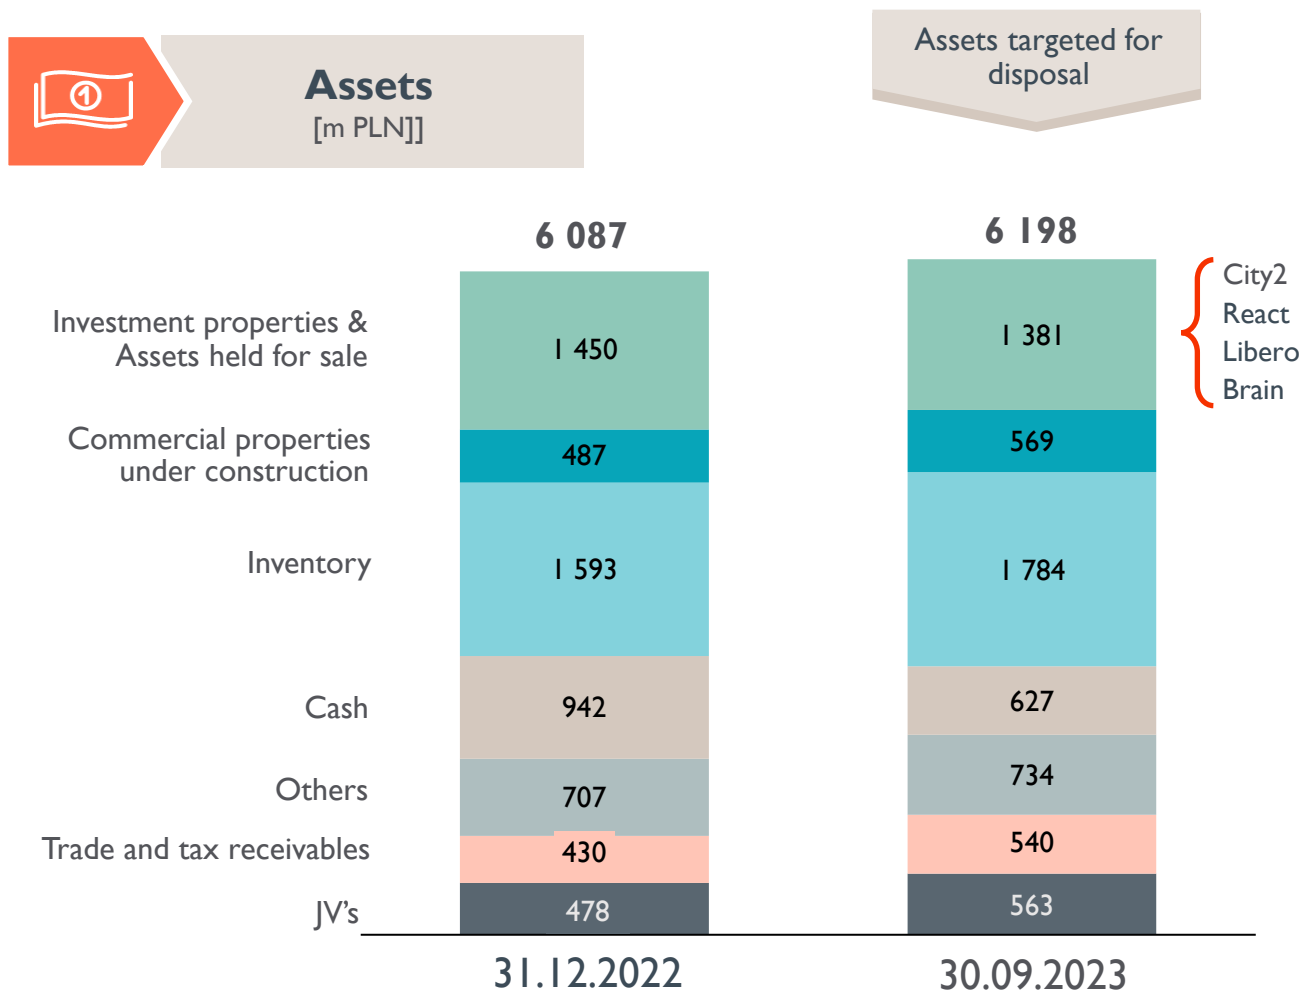 1
Assets
[m PLN]]
Assets targeted for
disposal
6 087
6 198
Investment properties &
Assets held for sale
1 450
1 381
City2
React
Libero
Brain
Commercial properties
under construction
487
569
Inventory
1 593
1 784
Cash
942
627
Others
707
734
Trade and tax receivables
430
540
JV's
478
563
31.12.2022
30.09.2023